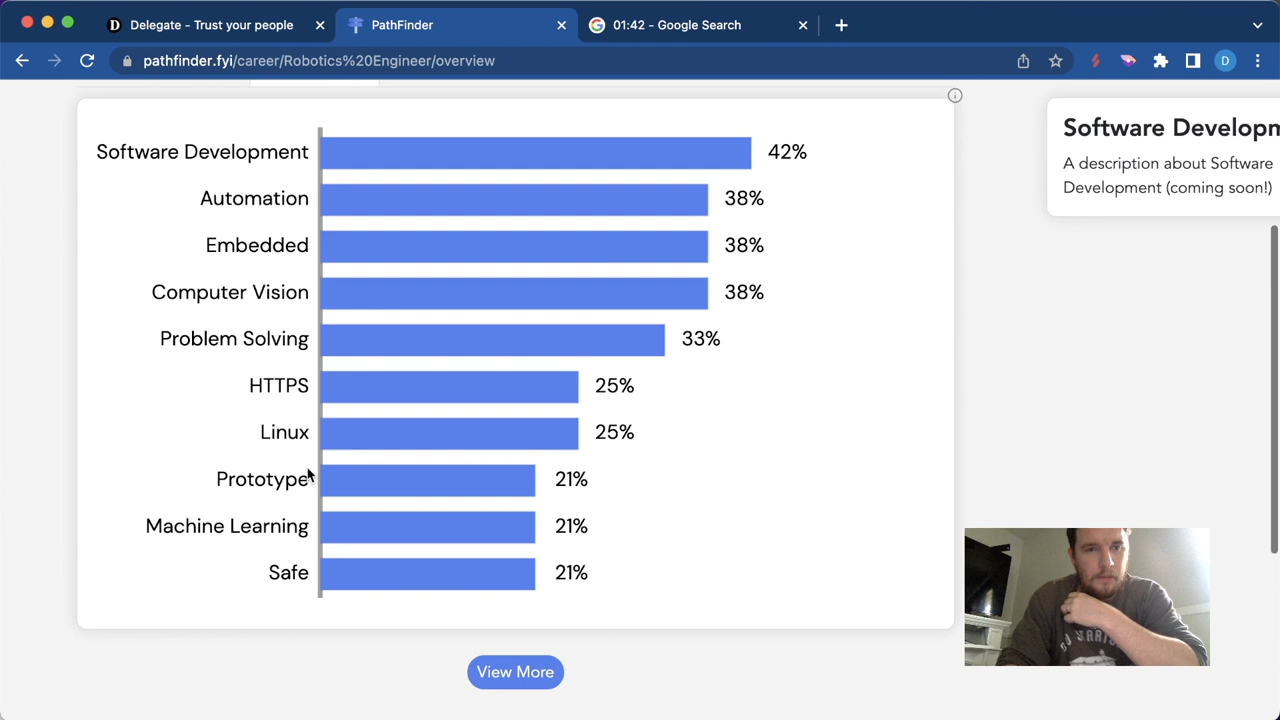 Delegate - Trust your people
PathFinder
01:42 - Google Search
pathfinder.fyi/career/Robotics%20Engineer/overview
D
Software Development 42%
Automation 38%
Embedded 38%
Computer Vision 38%
Problem Solving 33%
HTTPS 25%
Linux 25%
Prototype 21%
Machine Learning 21%
Safe 21%
View More
Software Developm
A description about Software
Development (coming soon!)